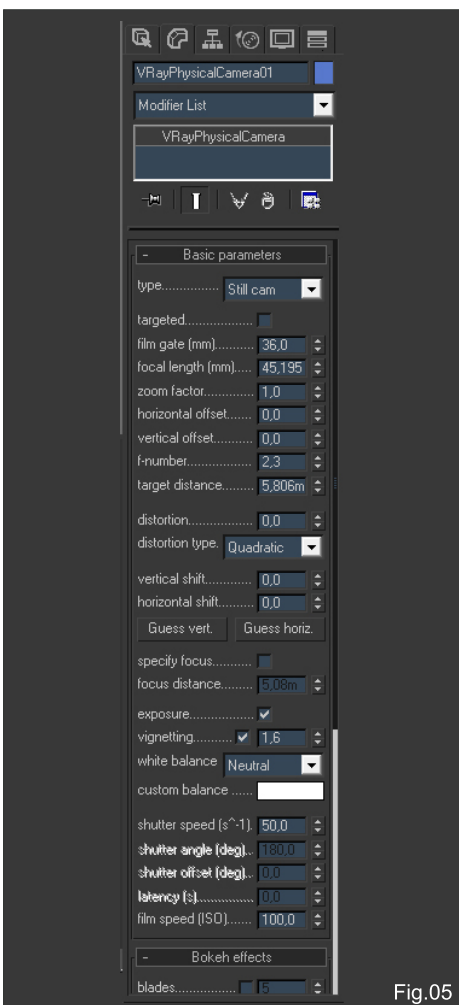 VRayPhysicalCamera01
Modifier List
VRayPhysicalCamera
- Basic parameters
type............... Still cam
targeted...................
film gate (mm)........... 36,0
focal length (mm)..... 45,195
zoom factor.............. 1,0
horizontal offset....... 0,0
vertical offset........... 0,0
f-number.................. 2,3
target distance......... 5,806m
distortion.................. 0,0
distortion type. Quadratic
vertical shift............. 0,0
horizontal shift......... 0,0
Guess vert. Guess horiz.
specify focus...........
focus distance......... 5,08m
exposure..................
vignetting........... 1,6
white balance Neutral
custom balance ......
shutter speed (s^-1). 50,0
shutter angle (deg)... 180,0
shutter offset (deg).. 0,0
latency (s)................ 0,0
film speed (ISO)....... 100,0
- Bokeh effects
blades................. 5
Fig.05